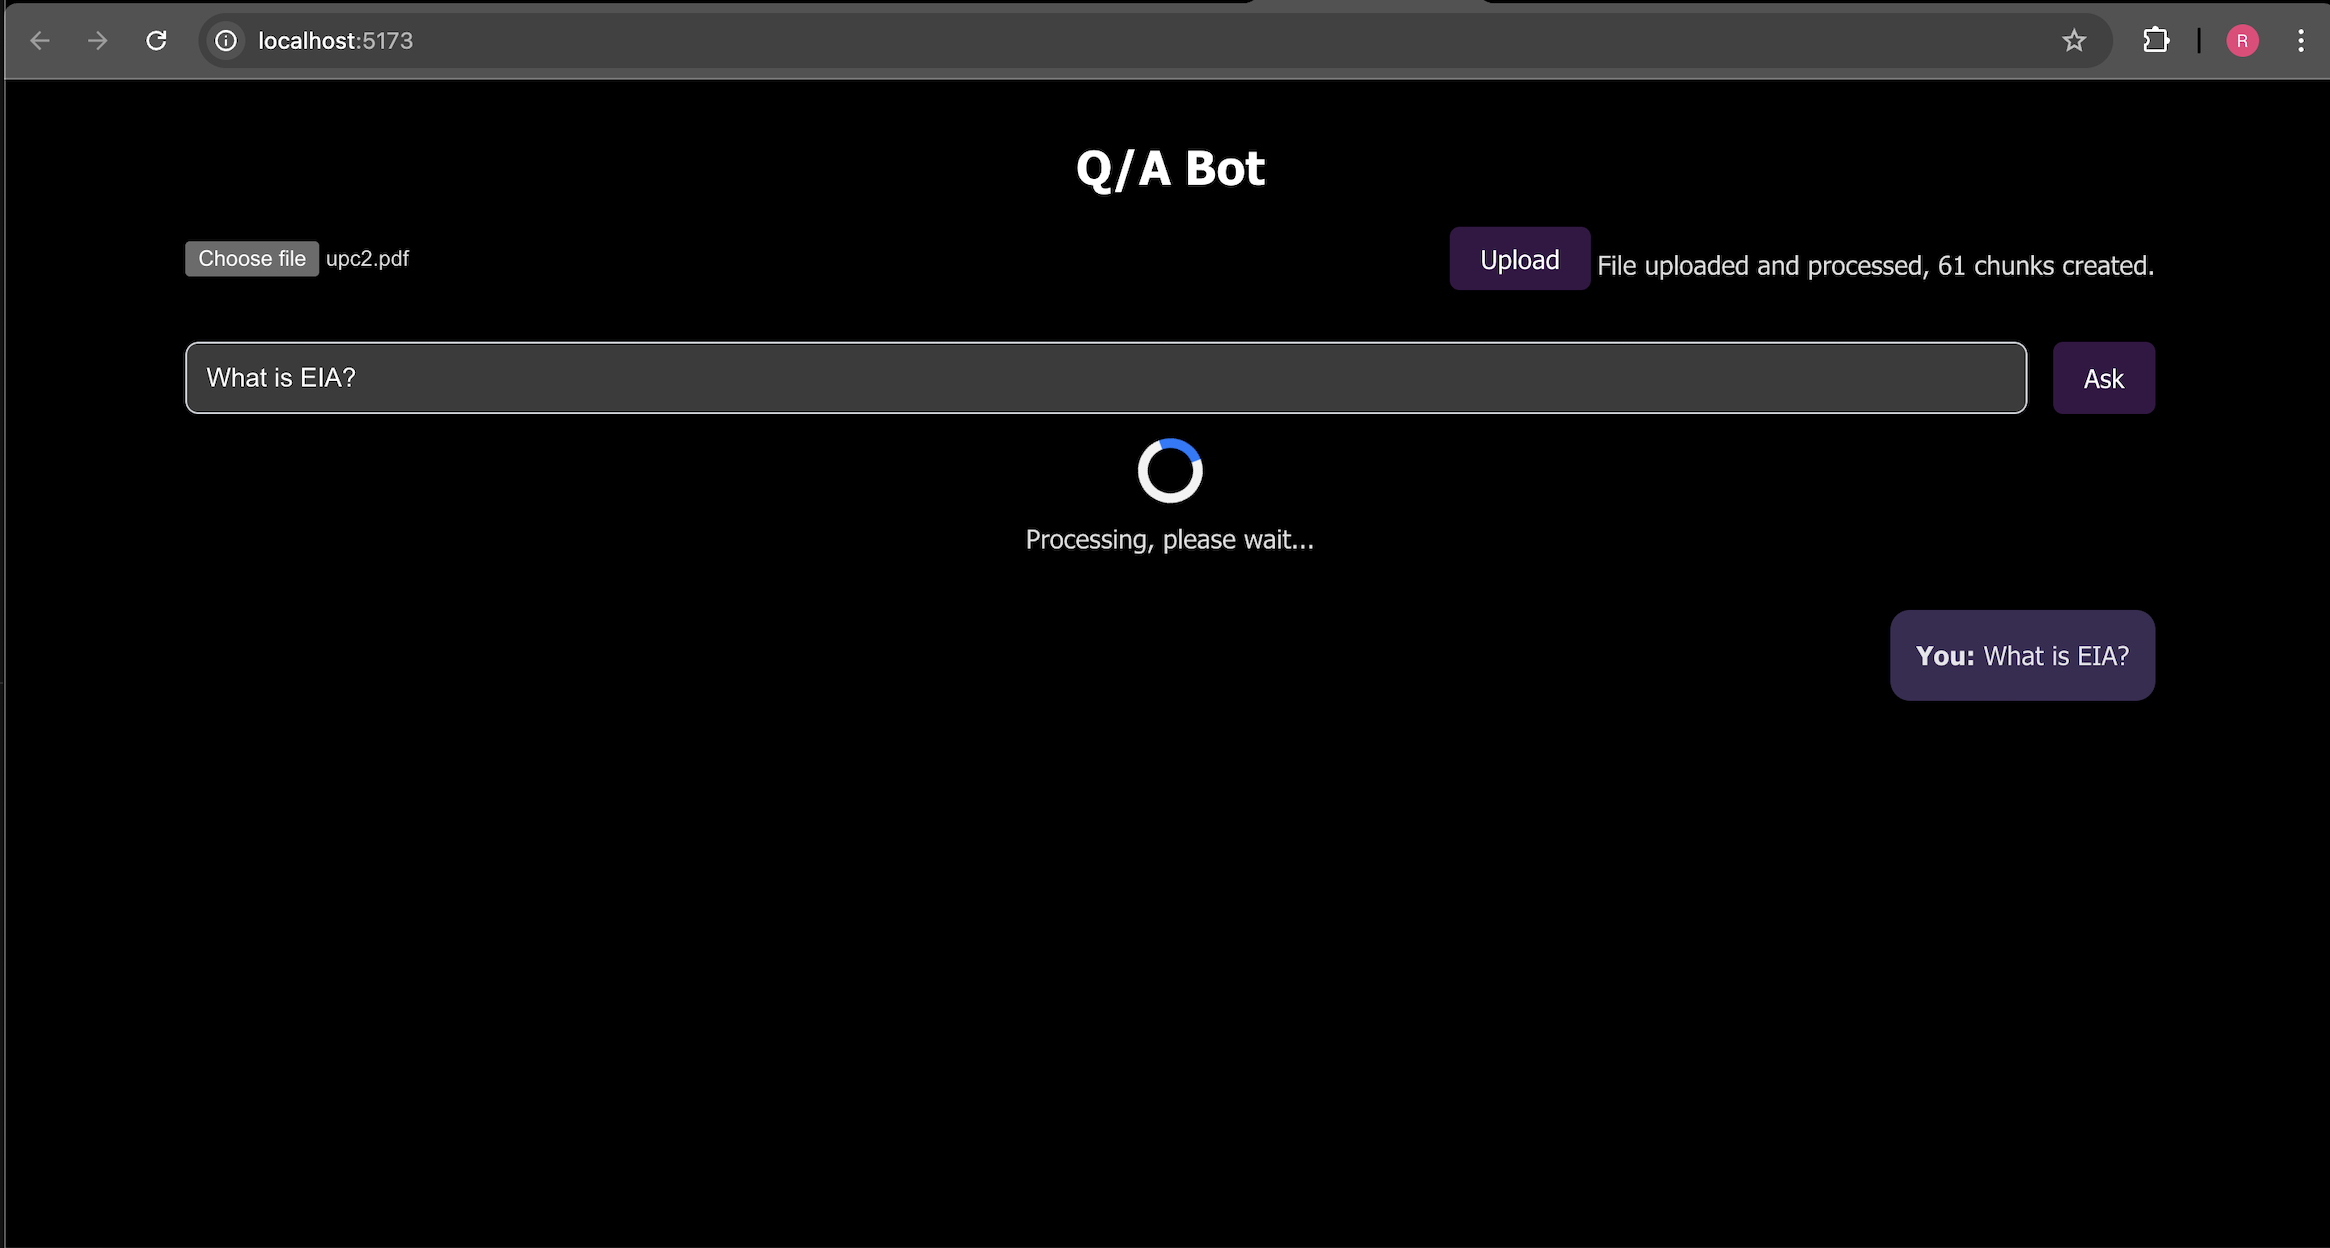 localhost:5173
R
Q/A Bot
Choose file upc2.pdf
Upload File uploaded and processed, 61 chunks created.
What is EIA?
Ask
Processing, please wait...
You: What is EIA?